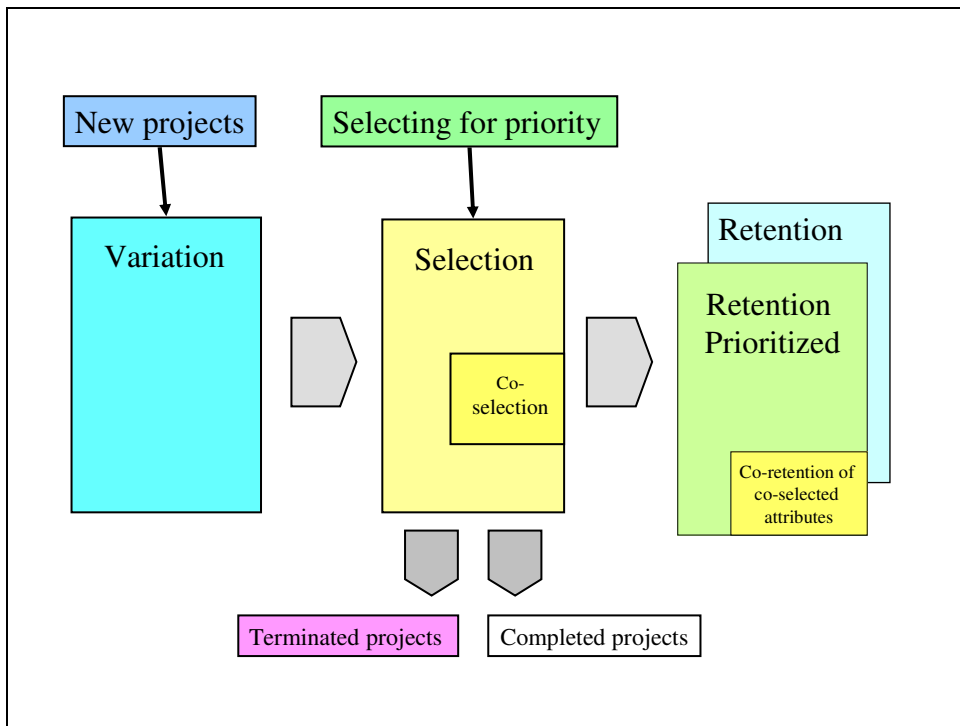 New projects
Selecting for priority
Variation
Selection
Retention
Retention
Prioritized
Co-
selection
Co-retention of
co-selected
attributes
Terminated projects
Completed projects